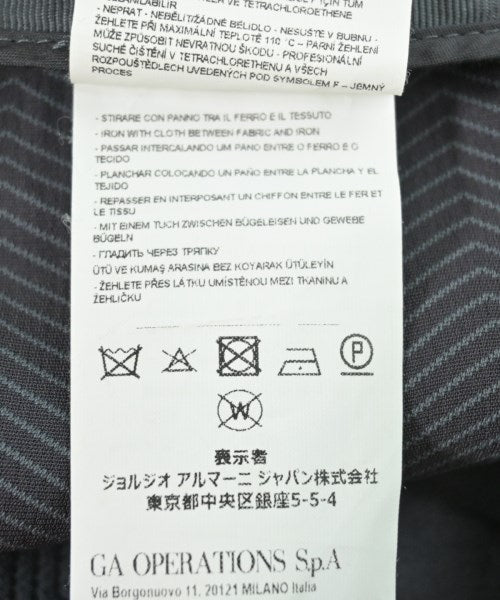 - NEPRAT - NEBĚLIT/ŽÁDNÉ BĚLIDLO - NESUŠTE V BUBNU -
ŽEHLETE PŘI MAXIMÁLNÍ TEPLOTĚ 110 °C – PARNÍ ŽEHLENÍ
MŮŽE ZPŮSOBIT NEVRATNOU ŠKODU - PROFESIONÁLNÍ
SUCHÉ ČIŠTĚNÍ V TETRACHLORETHENU A VŠECH
ROZPOUŠTĚDLECH UVEDENÝCH POD SYMBOLEM F – JEMNÝ
PROCES
- STIRARE CON PANNO TRA IL FERRO E IL TESSUTO
- IRON WITH CLOTH BETWEEN FABRIC AND IRON
- PASSAR INTERCALANDO UM PANO ENTRE O FERRO E O
TECIDO
- PLANCHAR COLOCANDO UN PAÑO ENTRE LA PLANCHA Y EL
TEJIDO
- REPASSER EN INTERPOSANT UN CHIFFON ENTRE LE FER ET
LE TISSU
- MIT EINEM TUCH ZWISCHEN BÜGELEISEN UND GEWEBE
BÜGELN
- ГЛАДИТЬ ЧЕРЕЗ ТРЯПКУ
ÜTÜ VE KUMAŞ ARASINA BEZ KOYARAK ÜTÜLEYIN
- ŽEHLETE PŘES LÁTKU UMÍSTĚNOU MEZI TKANINU A
ŽEHLIČKU
P
W
表示者
ジョルジオ アルマーニ ジャパン株式会社
東京都中央区銀座5-5-4
GA OPERATIONS S.p.A
Via Borgonuovo 11, 20121 MILANO Italia